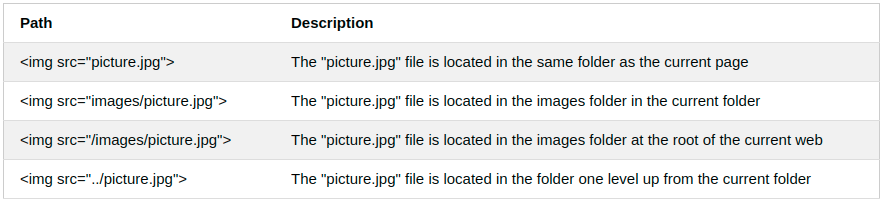 Path Description
<img src="picture.jpg"> The "picture.jpg" file is located in the same folder as the current page
<img src="images/picture.jpg"> The "picture.jpg" file is located in the images folder in the current folder
<img src="/images/picture.jpg"> The "picture.jpg" file is located in the images folder at the root of the current web
<img src="../picture.jpg"> The "picture.jpg" file is located in the folder one level up from the current folder